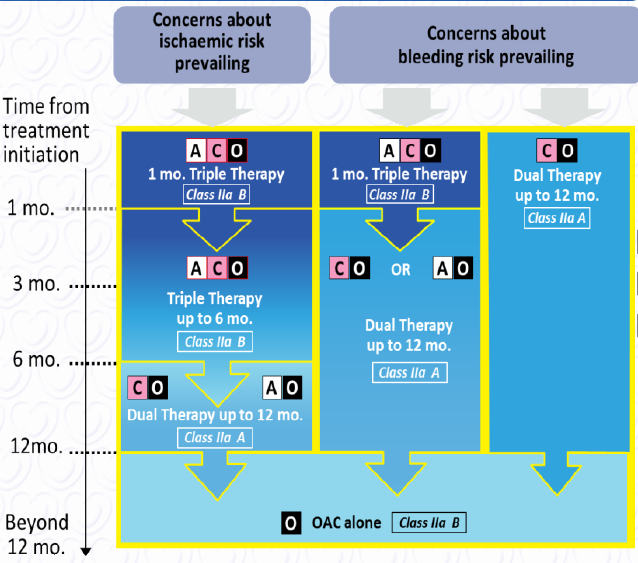 Concerns about
ischaemic risk
prevailing
Concerns about
bleeding risk prevailing
Time from
treatment
initiation
A C O
1 mo. Triple Therapy
Class IIa B
A C O
1 mo. Triple Therapy
Class IIa B
C O
Dual Therapy
up to 12 mo.
Class IIa A
1 mo.
A C O
Triple Therapy
up to 6 mo.
Class IIa B
C O OR A O
Dual Therapy
up to 12 mo.
Class IIa A
3 mo.
6 mo.
C O A O
Dual Therapy up to 12 mo.
Class IIa A
12mo.
O OAC alone Class IIa B
Beyond
12 mo.